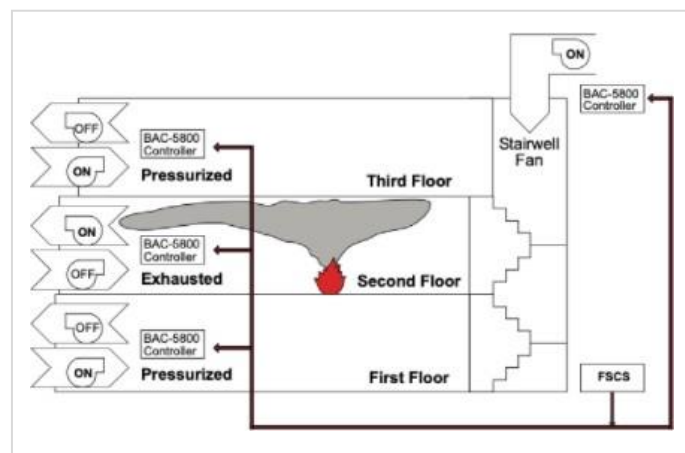 ON
BAC-5800
Controller
Stairwell
Fan
OFF
BAC-5800
Controller
ON
Pressurized
Third Floor
ON
BAC-5800
Controller
OFF
Exhausted
Second Floor
OFF
BAC-5800
Controller
ON
Pressurized
First Floor
FSCS